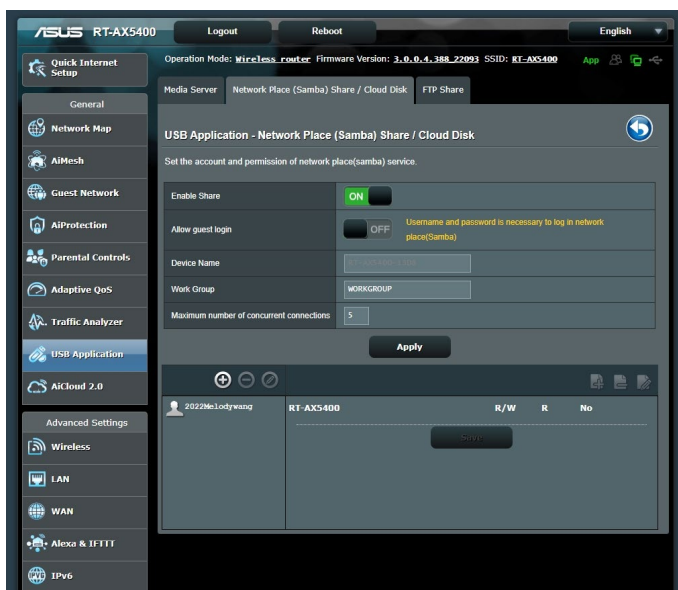 ASUS RT-AX5400 Logout Reboot English
Quick Internet Setup
Operation Mode: Wireless router Firmware Version: 3.0.0.4.388_22093 SSID: RT-AX5400 App
Media Server Network Place (Samba) Share / Cloud Disk FTP Share
General
Network Map
AiMesh
Guest Network
AiProtection
Parental Controls
Adaptive QoS
Traffic Analyzer
USB Application
AiCloud 2.0
Advanced Settings
Wireless
LAN
WAN
Alexa & IFTTT
IPv6
USB Application - Network Place (Samba) Share / Cloud Disk
Set the account and permission of network place(samba) service.
Enable Share ON
Allow guest login OFF Username and password is necessary to log in network
place(Samba)
Device Name
Work Group WORKGROUP
Maximum number of concurrent connections 5
Apply
2022Melodywang RT-AX5400 R/W R No
Save